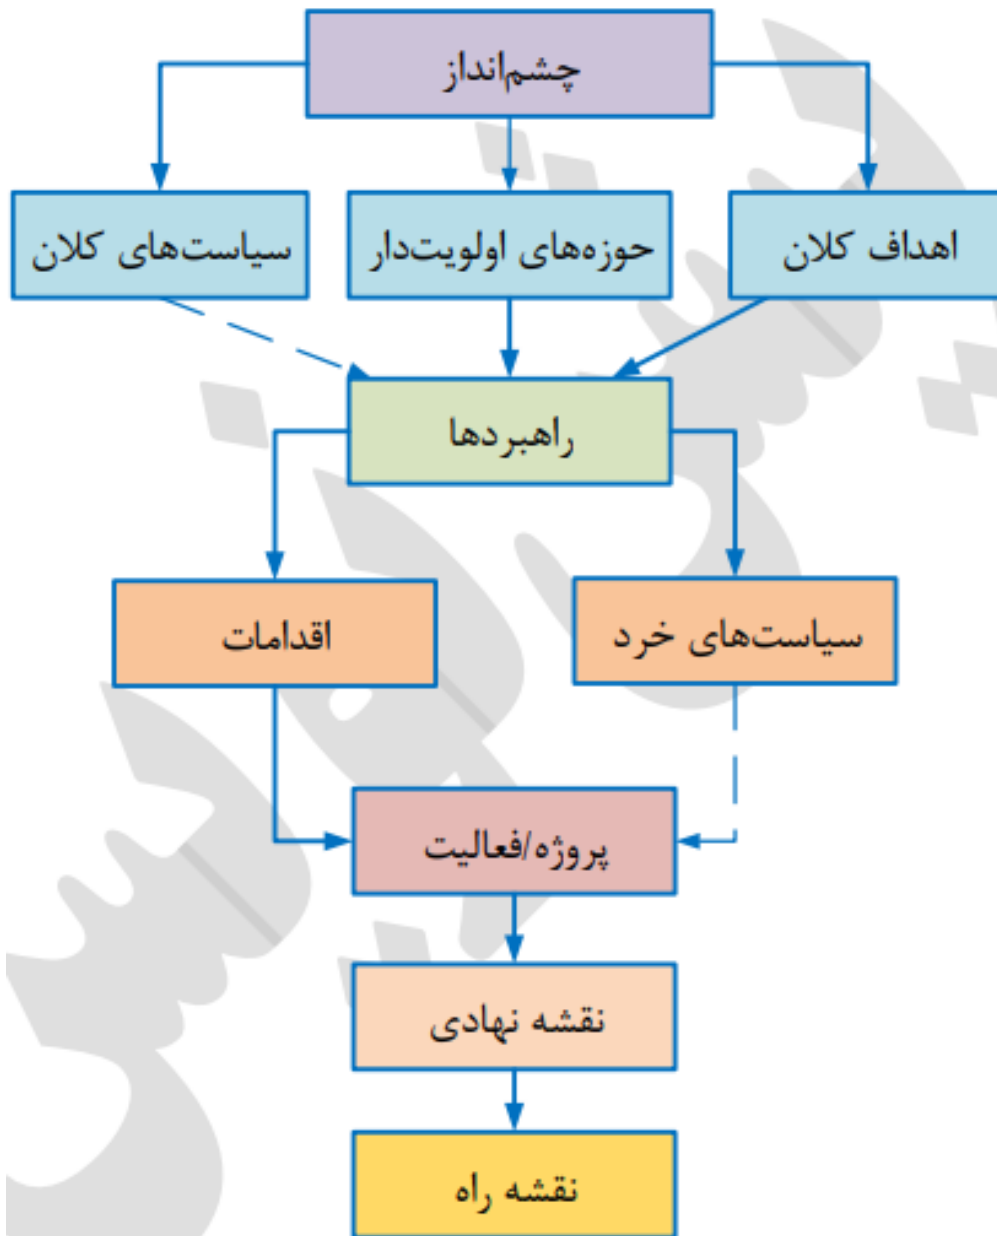 چشم‌انداز
اهداف کلان
حوزه‌های اولویت‌دار
سیاست‌های کلان
راهبردها
سیاست‌های خرد
اقدامات
پروژه/فعالیت
نقشه نهادی
نقشه راه